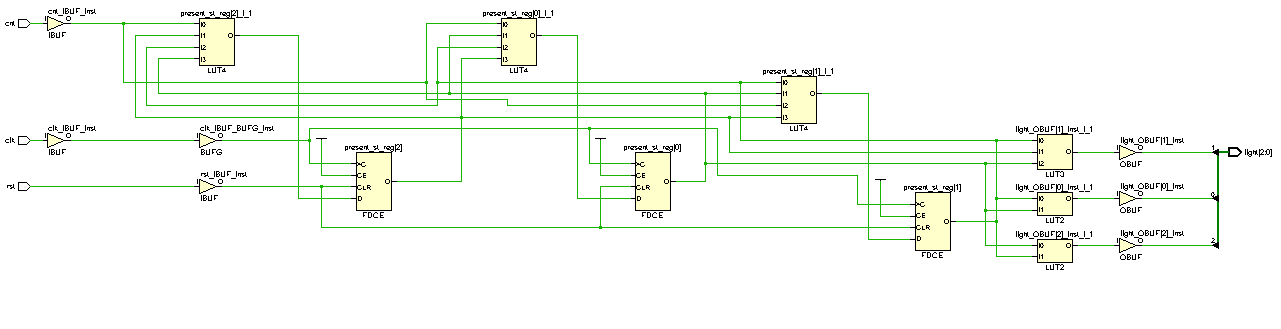 cnt
cnt_IBUF_inst
I
O
IBUF
present_st_reg[2]_i_1
I0
I1
I2
I3
O
LUT4
present_st_reg[0]_i_1
I0
I1
I2
I3
O
LUT4
present_st_reg[1]_i_1
I0
I1
I2
I3
O
LUT4
clk
clk_IBUF_inst
I
O
IBUF
clk_IBUF_BUFG_inst
I
O
BUFG
rst
rst_IBUF_inst
I
O
IBUF
present_st_reg[2]
C
CE
CLR
D
O
FDCE
present_st_reg[0]
C
CE
CLR
D
O
FDCE
present_st_reg[1]
C
CE
CLR
D
O
FDCE
light_OBUF[1]_inst_i_1
I0
I1
I2
O
LUT3
light_OBUF[1]_inst
I
O
OBUF
light_OBUF[0]_inst_i_1
I0
I1
O
LUT2
light_OBUF[0]_inst
I
O
OBUF
light_OBUF[2]_inst_i_1
I0
I1
O
LUT2
light_OBUF[2]_inst
I
O
OBUF
1
0
2
light[2:0]